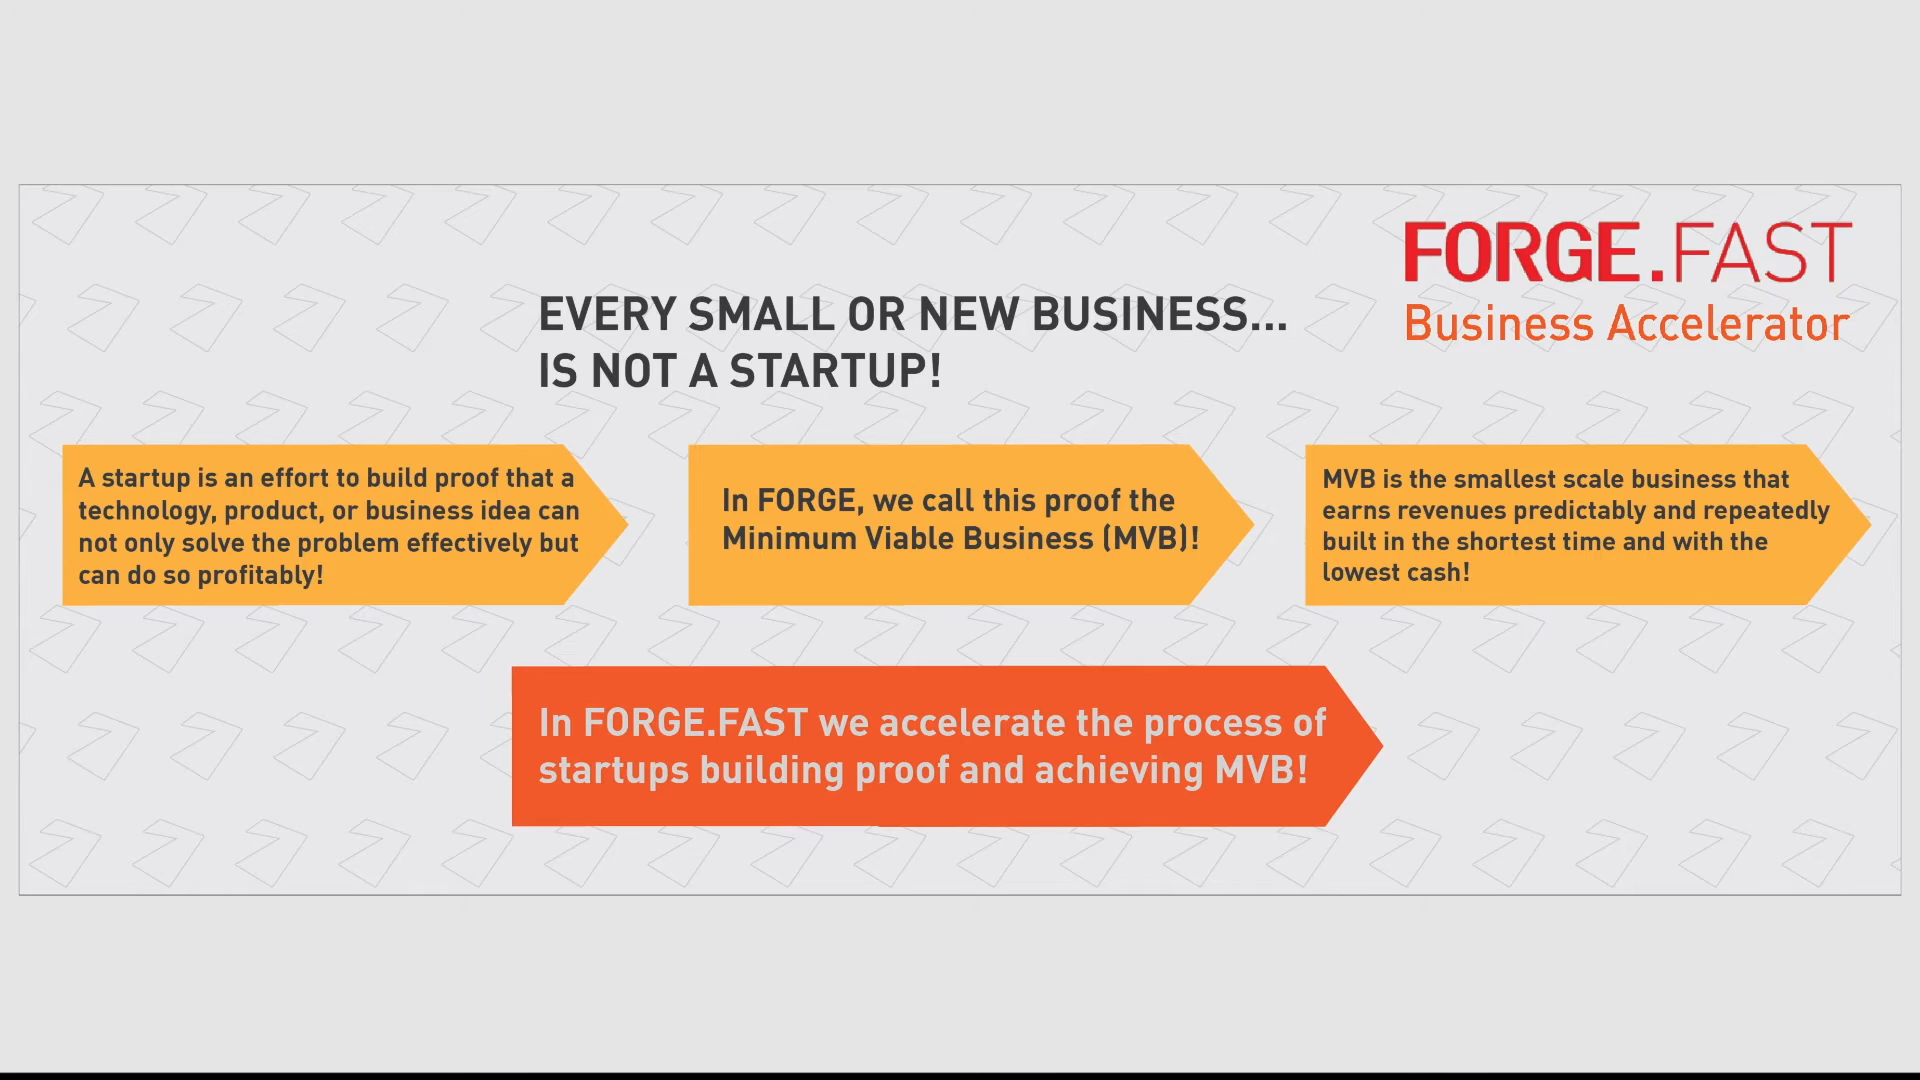 FORGE.FAST
Business Accelerator
EVERY SMALL OR NEW BUSINESS...
IS NOT A STARTUP!
A startup is an effort to build proof that a
technology, product, or business idea can
not only solve the problem effectively but
can do so profitably!
In FORGE, we call this proof the
Minimum Viable Business (MVB)!
MVB is the smallest scale business that
earns revenues predictably and repeatedly
built in the shortest time and with the
lowest cash!
In FORGE.FAST we accelerate the process of
startups building proof and achieving MVB!